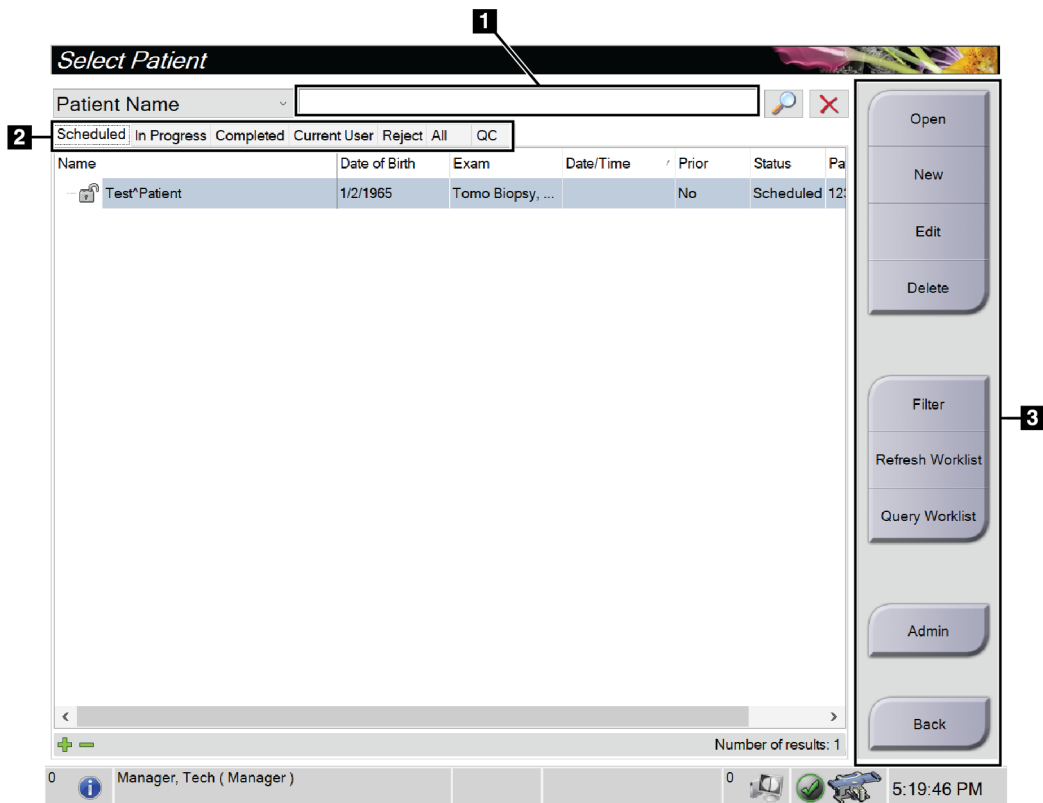 1
Select Patient
Patient Name
Open
2
Scheduled In Progress Completed Current User Reject All QC
Name Date of Birth Exam Date/Time Prior Status Pa
New
Test^Patient 1/2/1965 Tomo Biopsy, ... No Scheduled 123
Edit
Delete
Filter
3
Refresh Worklist
Query Worklist
Admin
Back
Number of results: 1
0 Manager, Tech ( Manager ) 0 5:19:46 PM